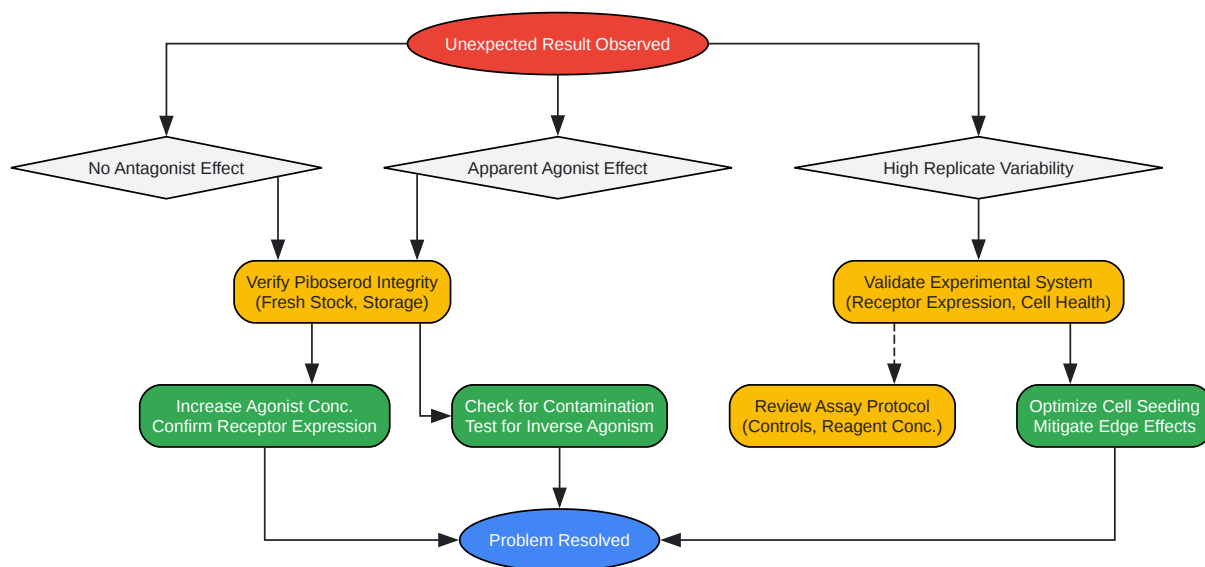 Unexpected Result Observed
No Antagonist Effect
Apparent Agonist Effect
High Replicate Variability
Verify Piboserod Integrity
(Fresh Stock, Storage)
Validate Experimental System
(Receptor Expression, Cell Health)
Increase Agonist Conc.
Confirm Receptor Expression
Check for Contamination
Test for Inverse Agonism
Review Assay Protocol
(Controls, Reagent Conc.)
Optimize Cell Seeding
Mitigate Edge Effects
Problem Resolved